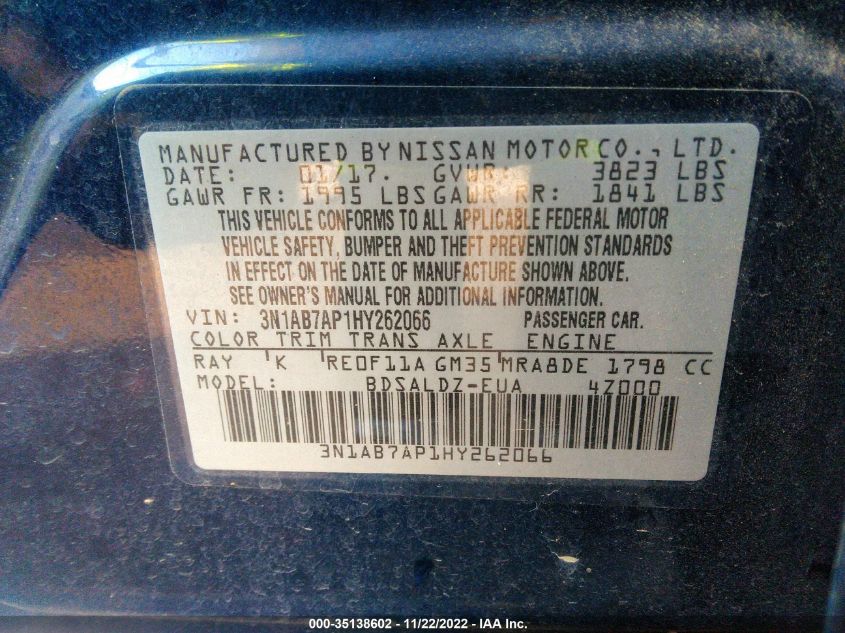 MANUFACTURED BY NISSAN MOTOR CO., LTD.
DATE: 01/17. GVWR: 3823 LBS
GAWR FR: 1995 LBS GAWR RR: 1841 LBS
THIS VEHICLE CONFORMS TO ALL APPLICABLE FEDERAL MOTOR
VEHICLE SAFETY, BUMPER AND THEFT PREVENTION STANDARDS
IN EFFECT ON THE DATE OF MANUFACTURE SHOWN ABOVE.
SEE OWNER'S MANUAL FOR ADDITIONAL INFORMATION.
VIN: 3N1AB7AP1HY262066 PASSENGER CAR.
COLOR TRIM TRANS AXLE ENGINE
RAY 'K RE0F11A GM35 MRA8DE 1798 CC
MODEL: BDSALDZ-EUA 4Z000
3N1AB7AP1HY262066
000-35138602 - 11/22/2022 - IAA Inc.